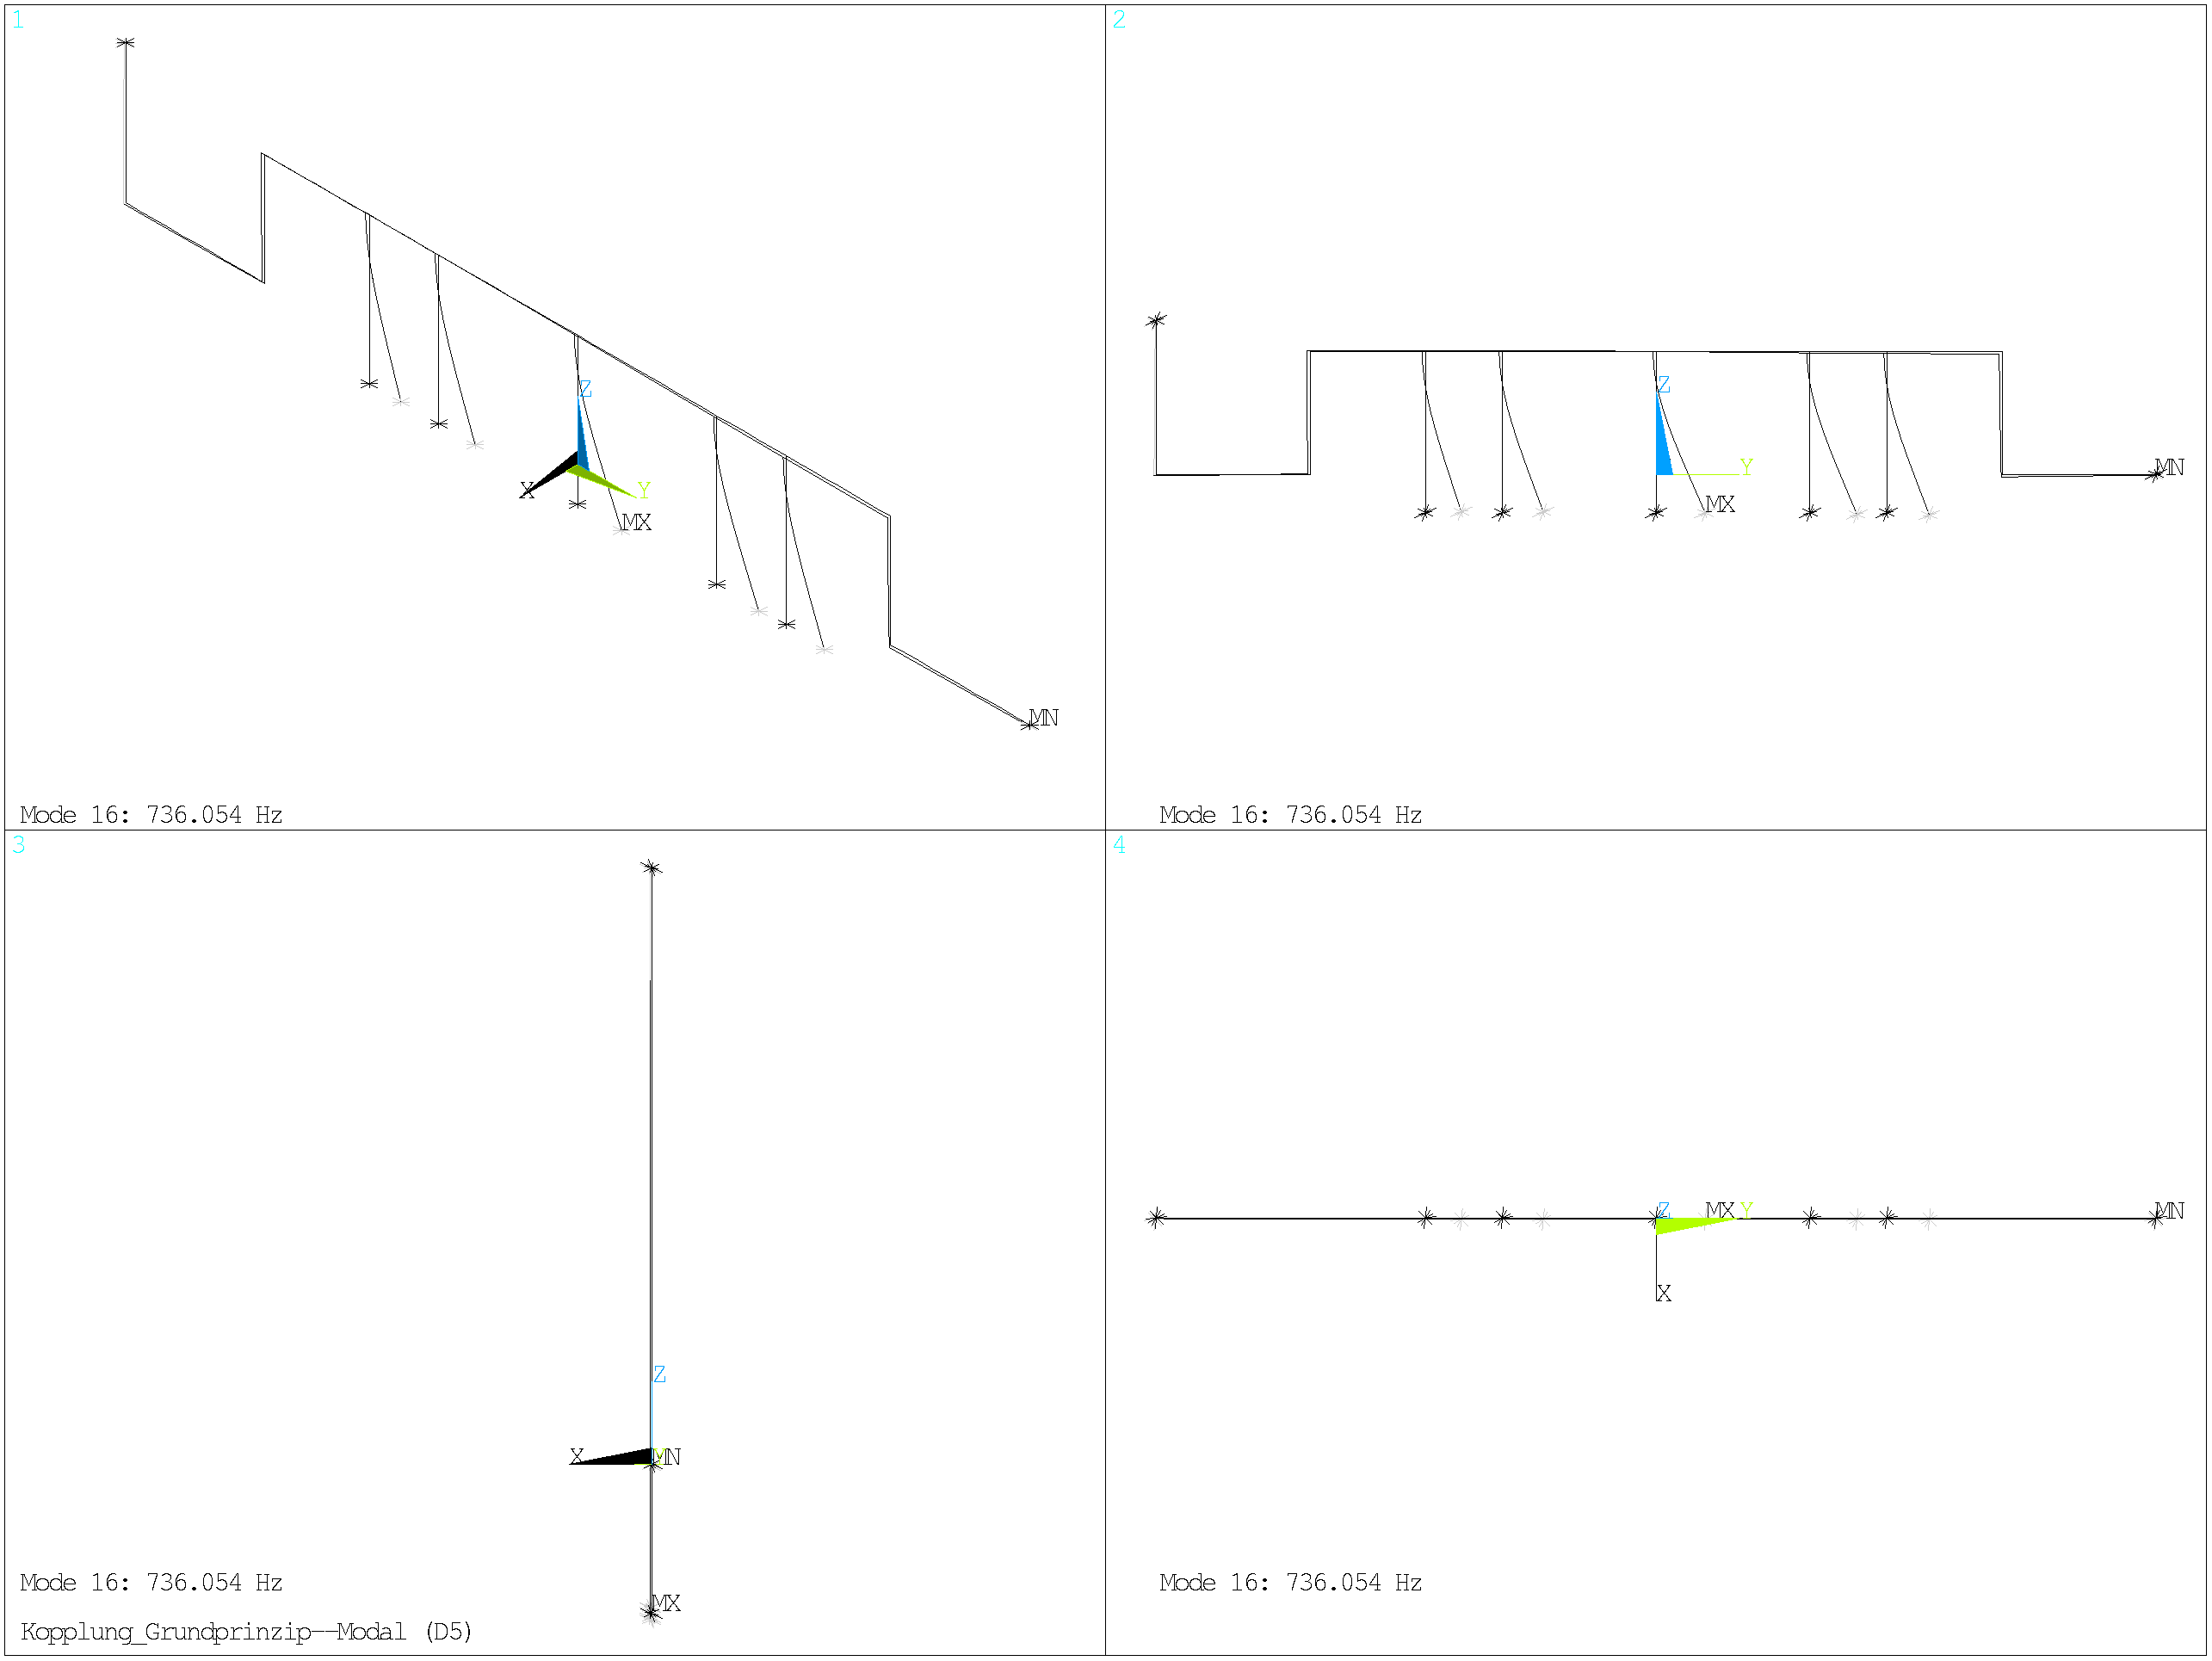 1
Z
X
Y
MX
MN
Mode 16: 736.054 Hz
2
MN
Z
Y
MX
Mode 16: 736.054 Hz
3
Z
X
Y
MN
MX
Mode 16: 736.054 Hz
Kopplung_Grundprinzip--Modal (D5)
4
Z
MX
Y
MN
X
Mode 16: 736.054 Hz